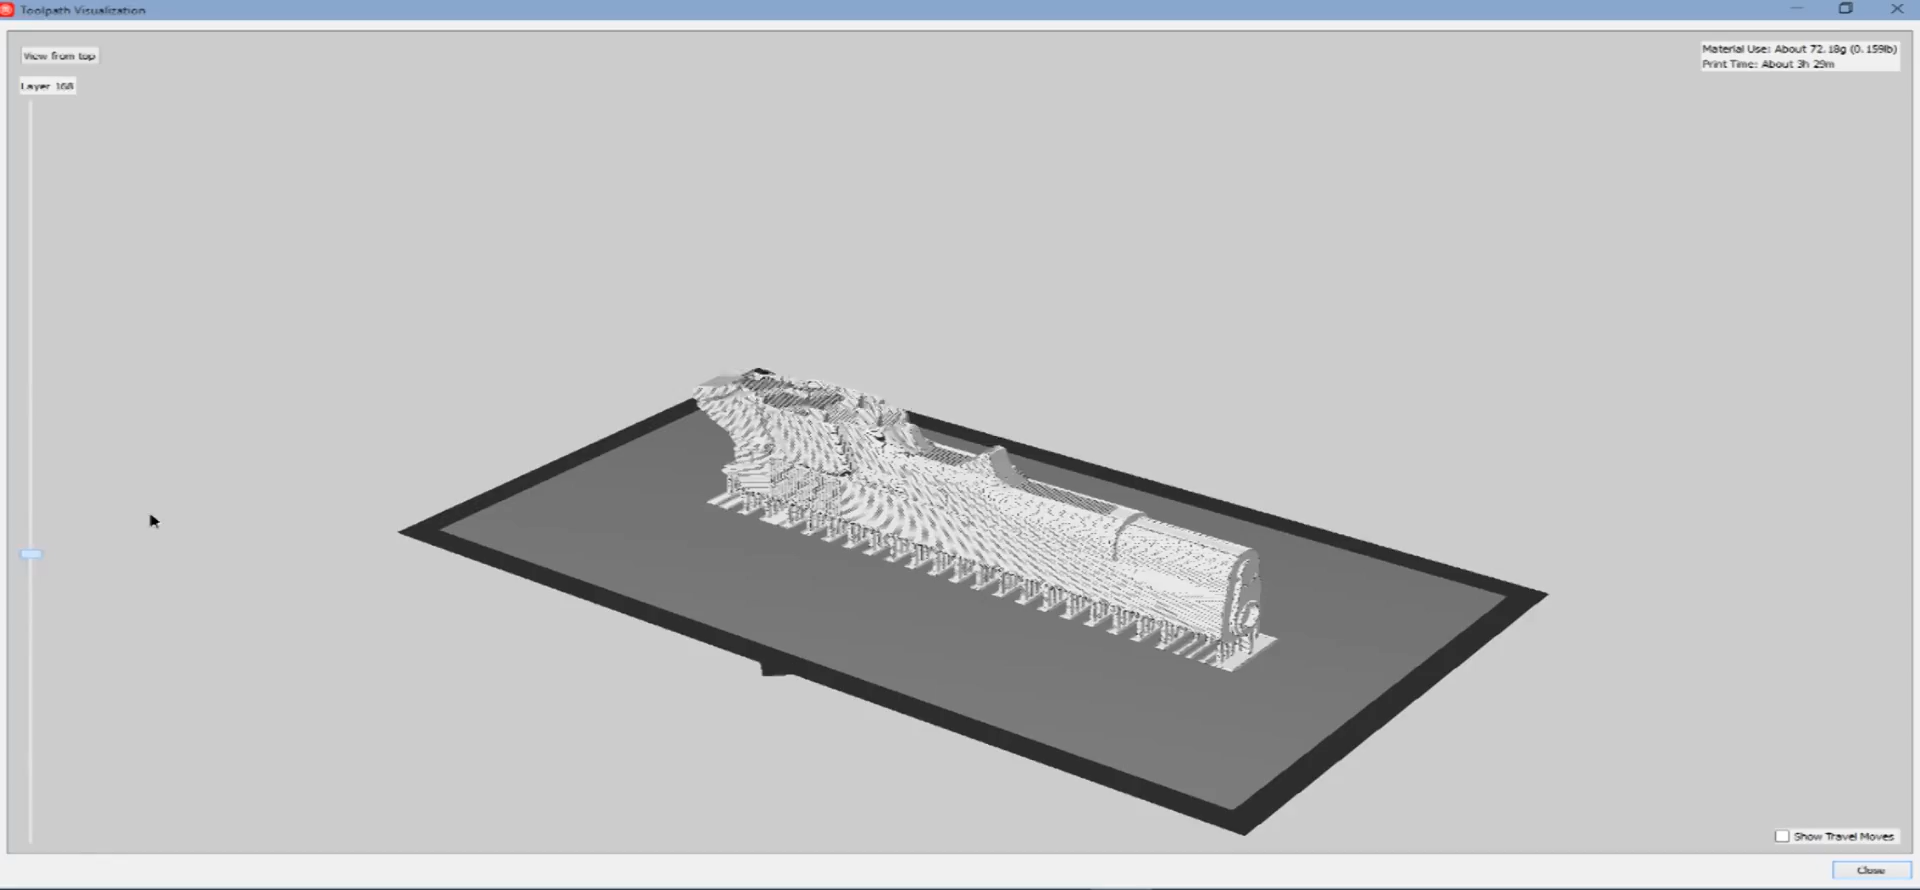 Toolpath Visualization
View from top
Material Use: About 72.18g (0.159lb)
Print Time: About 3h 29m
Layer 168
Show Travel Moves
Close